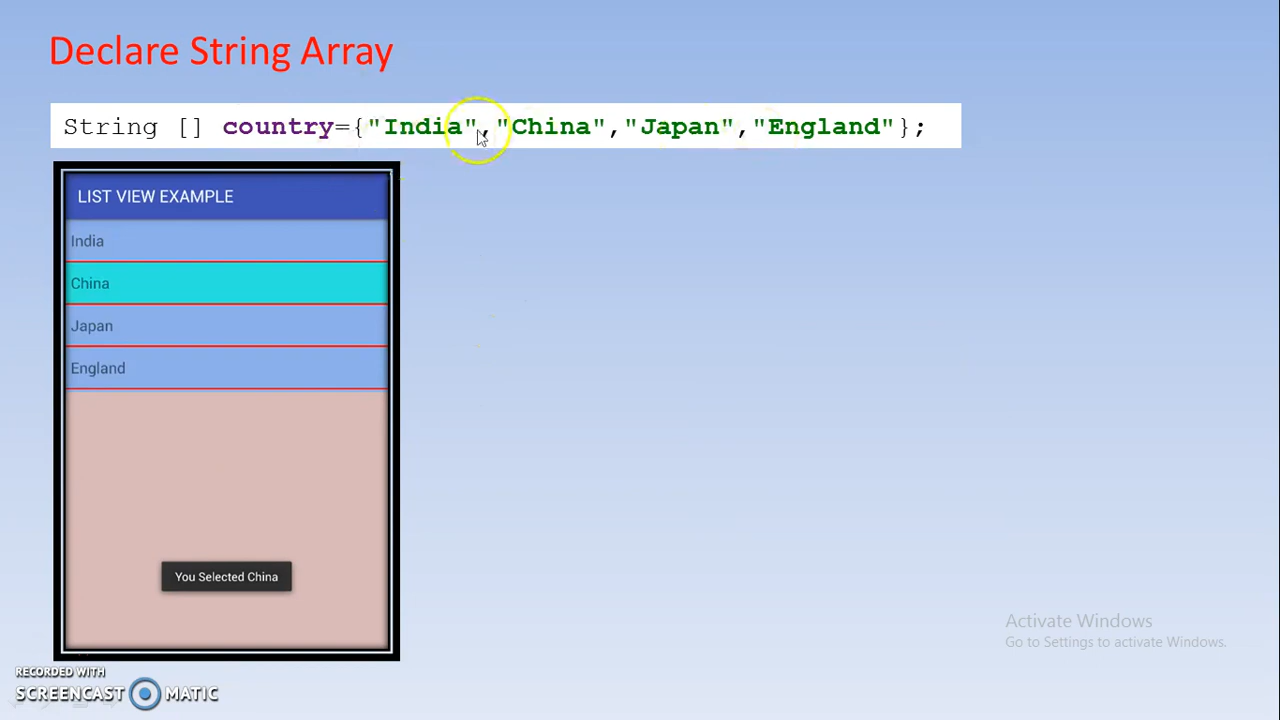 Declare String Array
String [] country={"India","China","Japan","England"};
LIST VIEW EXAMPLE
India
China
Japan
England
You Selected China
Activate Windows
Go to Settings to activate Windows.
RECORDED WITH
SCREENCAST MATIC